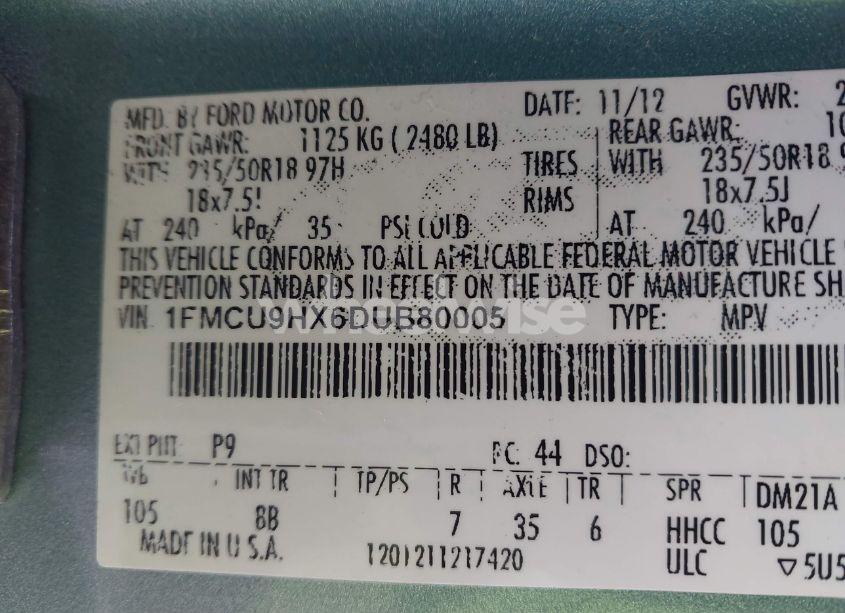 MFD. BY FORD MOTOR CO. DATE: 11/12 GVWR: 2
FRONT GAWR: 1125 KG ( 2480 LB) REAR GAWR: 10
WITH 235/50R18 97H TIRES WITH 235/50R18 9
18x7.5J RIMS 18x7.5J
AT 240 kPa/ 35 PSI COLD AT 240 kPa/
THIS VEHICLE CONFORMS TO ALL APPLICABLE FEDERAL MOTOR VEHICLE
PREVENTION STANDARDS IN EFFECT ON THE DATE OF MANUFACTURE SH
VIN: 1FMCU9HX6DUB80005 TYPE: MPV
EXT PNT: P9 RC: 44 DSO:
WB INT TR TP/PS R AXLE TR SPR DM21A
105 8B 7 35 6 HHCC 105
MADE IN U.S.A. 1201211217420 ULC ▽5U5